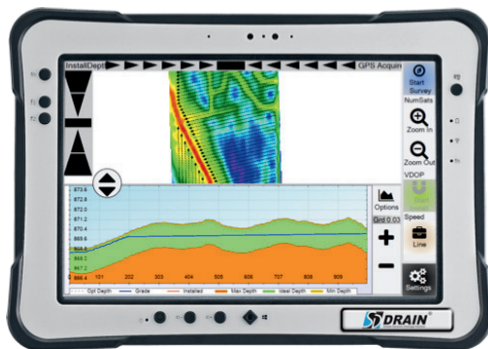 InstallDepth
GPS Acquir
Start
Survey
NumSats
Zoom In
Zoom Out
VDOP
Start
Speed
Line
Settings
Options
Grd 0.03
873.6
872.8
872.0
871.2
870.4
869.6
868.8
868.0
867.2
866.4
0 101 202 303 404 505 606 707 808 909
Opt Depth Grade Installed Max Depth Ideal Depth Min Depth
DRAIN